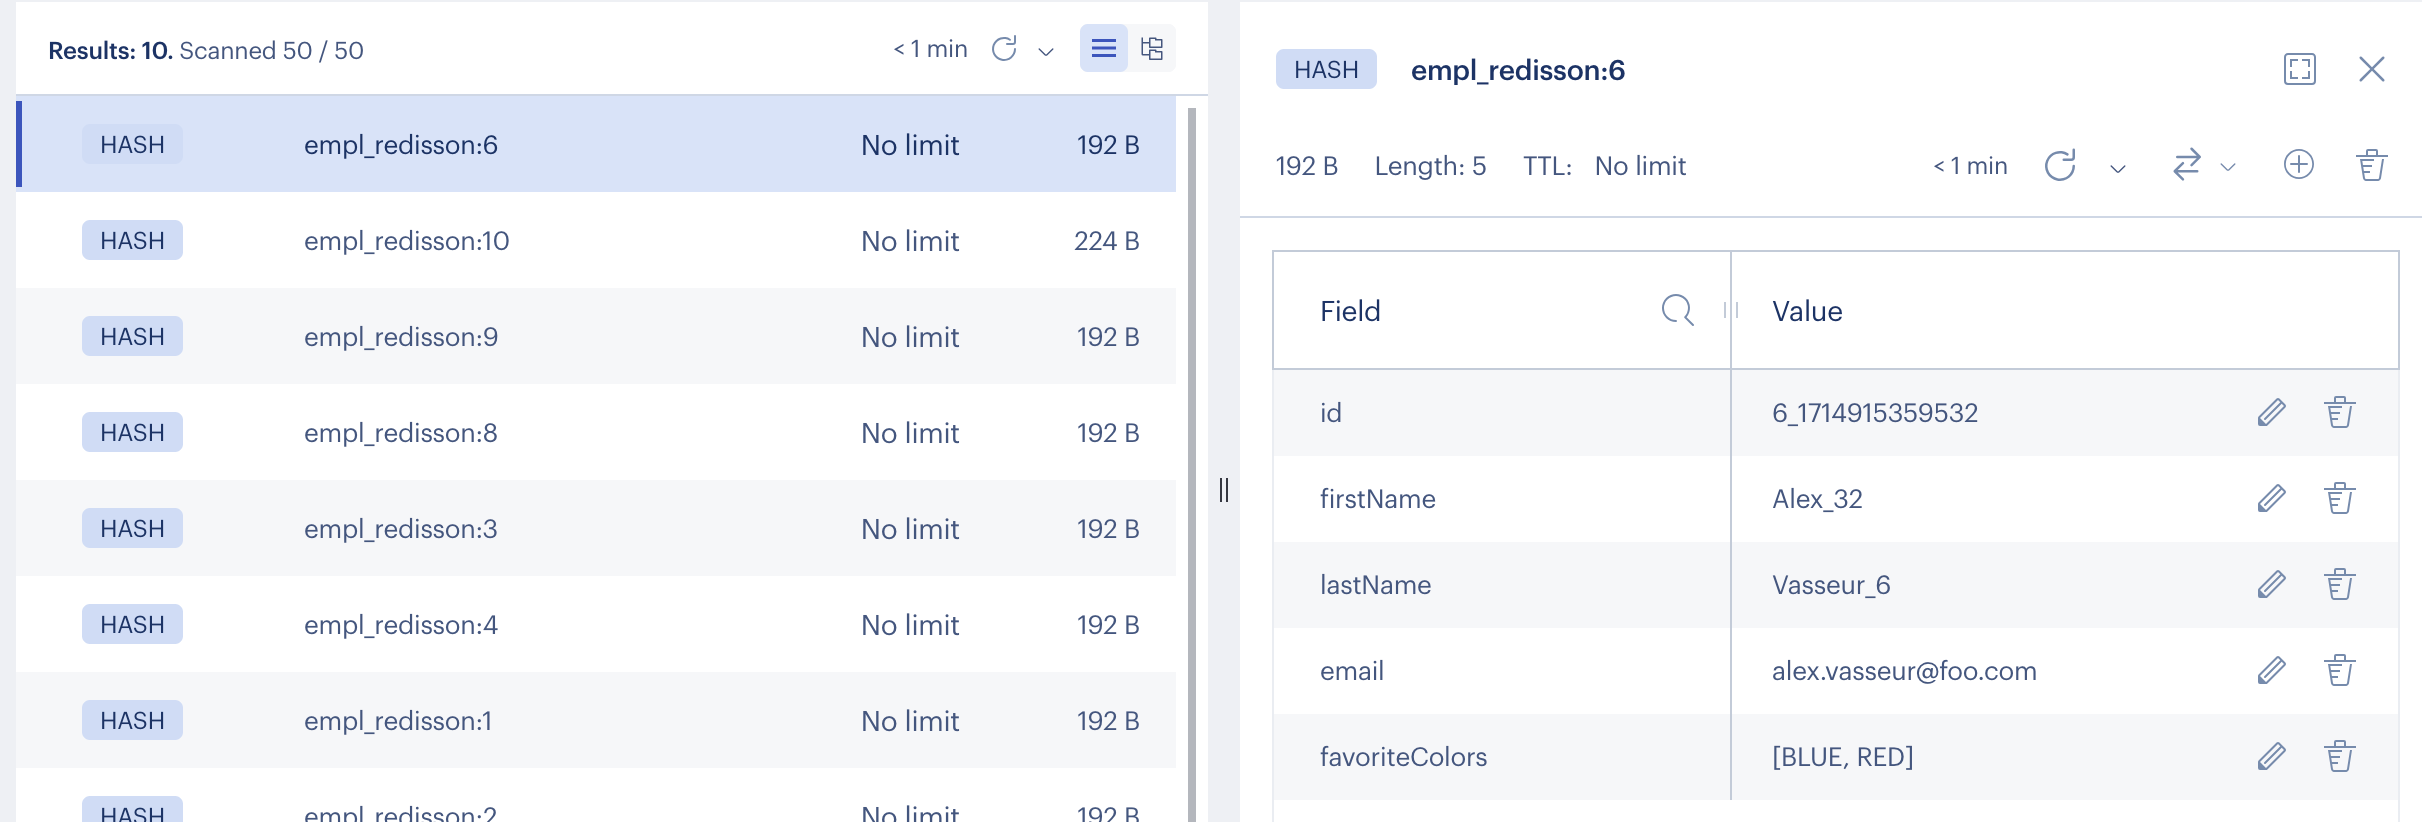 Results: 10. Scanned 50 / 50
< 1 min
HASH empl_redisson:6 No limit 192 B
HASH empl_redisson:10 No limit 224 B
HASH empl_redisson:9 No limit 192 B
HASH empl_redisson:8 No limit 192 B
HASH empl_redisson:3 No limit 192 B
HASH empl_redisson:4 No limit 192 B
HASH empl_redisson:1 No limit 192 B
HASH empl_redisson:2 No limit 192 B
HASH empl_redisson:6
192 B Length: 5 TTL: No limit < 1 min
Field Value
id 6_1714915359532
firstName Alex_32
lastName Vasseur_6
email alex.vasseur@foo.com
favoriteColors [BLUE, RED]